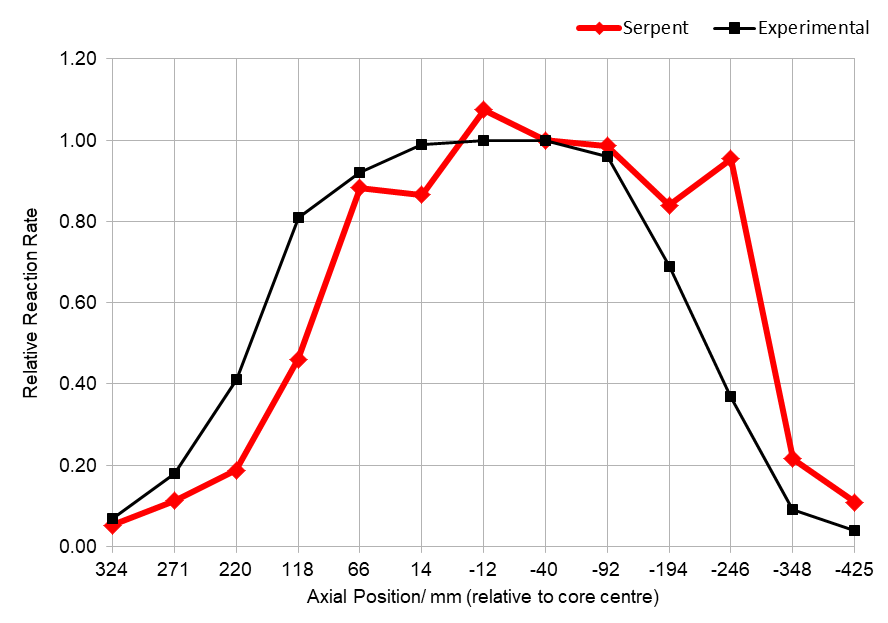 Serpent Experimental
1.20
1.00
0.80
0.60
0.40
0.20
0.00
Relative Reaction Rate
324 271 220 118 66 14 -12 -40 -92 -194 -246 -348 -425
Axial Position/ mm (relative to core centre)